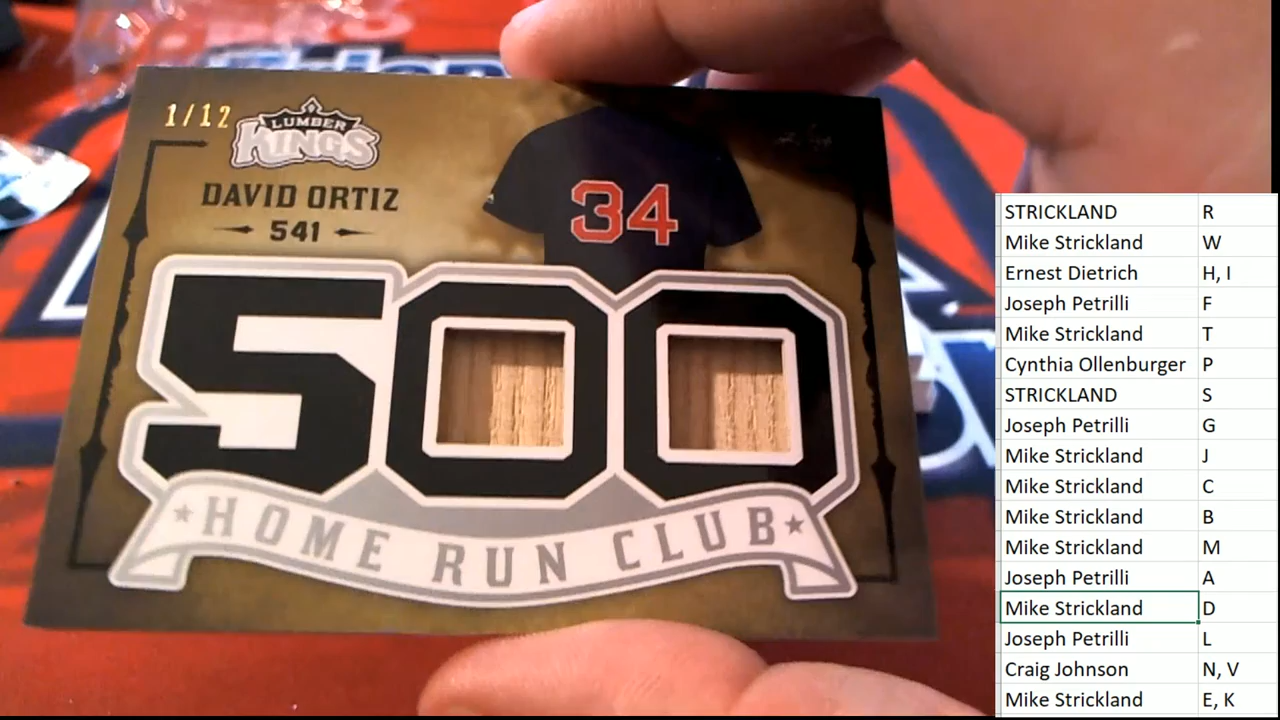 1/12
LUMBER
KINGS
DAVID ORTIZ
541
34
500
★HOME RUN CLUB★
STRICKLAND R
Mike Strickland W
Ernest Dietrich H, I
Joseph Petrilli F
Mike Strickland T
Cynthia Ollenburger P
STRICKLAND S
Joseph Petrilli G
Mike Strickland J
Mike Strickland C
Mike Strickland B
Mike Strickland M
Joseph Petrilli A
Mike Strickland D
Joseph Petrilli L
Craig Johnson N, V
Mike Strickland E, K